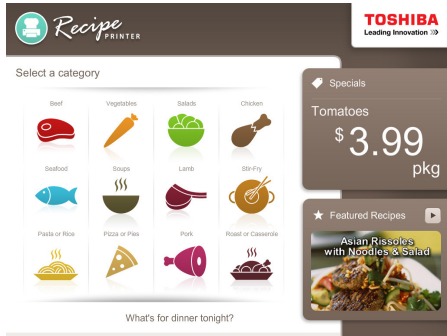 Recipe
PRINTER
TOSHIBA
Leading Innovation >>>
Select a category
Beef
Vegetables
Salads
Chicken
Seafood
Soups
Lamb
Stir-Fry
Pasta or Rice
Pizza or Pies
Pork
Roast or Casserole
What's for dinner tonight?
Specials
Tomatoes
$3.99
pkg
Featured Recipes
Asian Rissoles
with Noodles & Salad